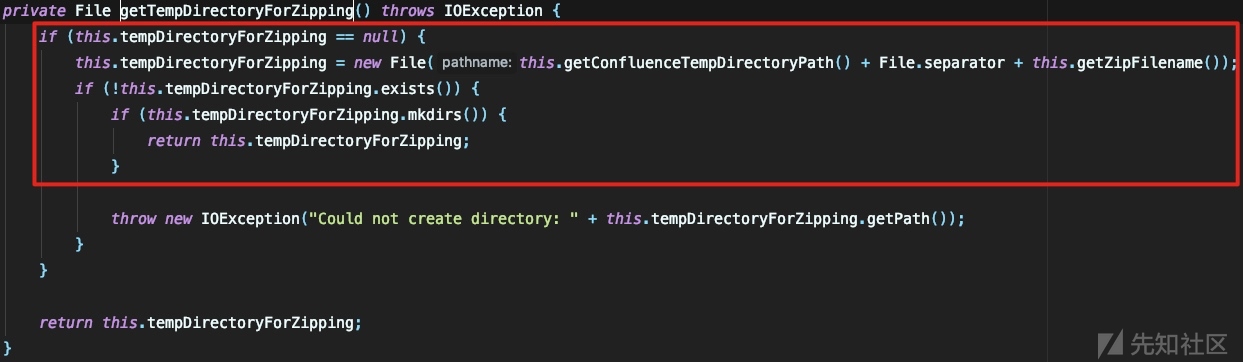 private File getTempDirectoryForZipping() throws IOException {
if (this.tempDirectoryForZipping == null) {
this.tempDirectoryForZipping = new File( pathname: this.getConfluenceTempDirectoryPath() + File.separator + this.getZipFilename());
if (!this.tempDirectoryForZipping.exists()) {
if (this.tempDirectoryForZipping.mkdirs()) {
return this.tempDirectoryForZipping;
}
throw new IOException("Could not create directory: " + this.tempDirectoryForZipping.getPath());
}
}
return this.tempDirectoryForZipping;
}
先知社区